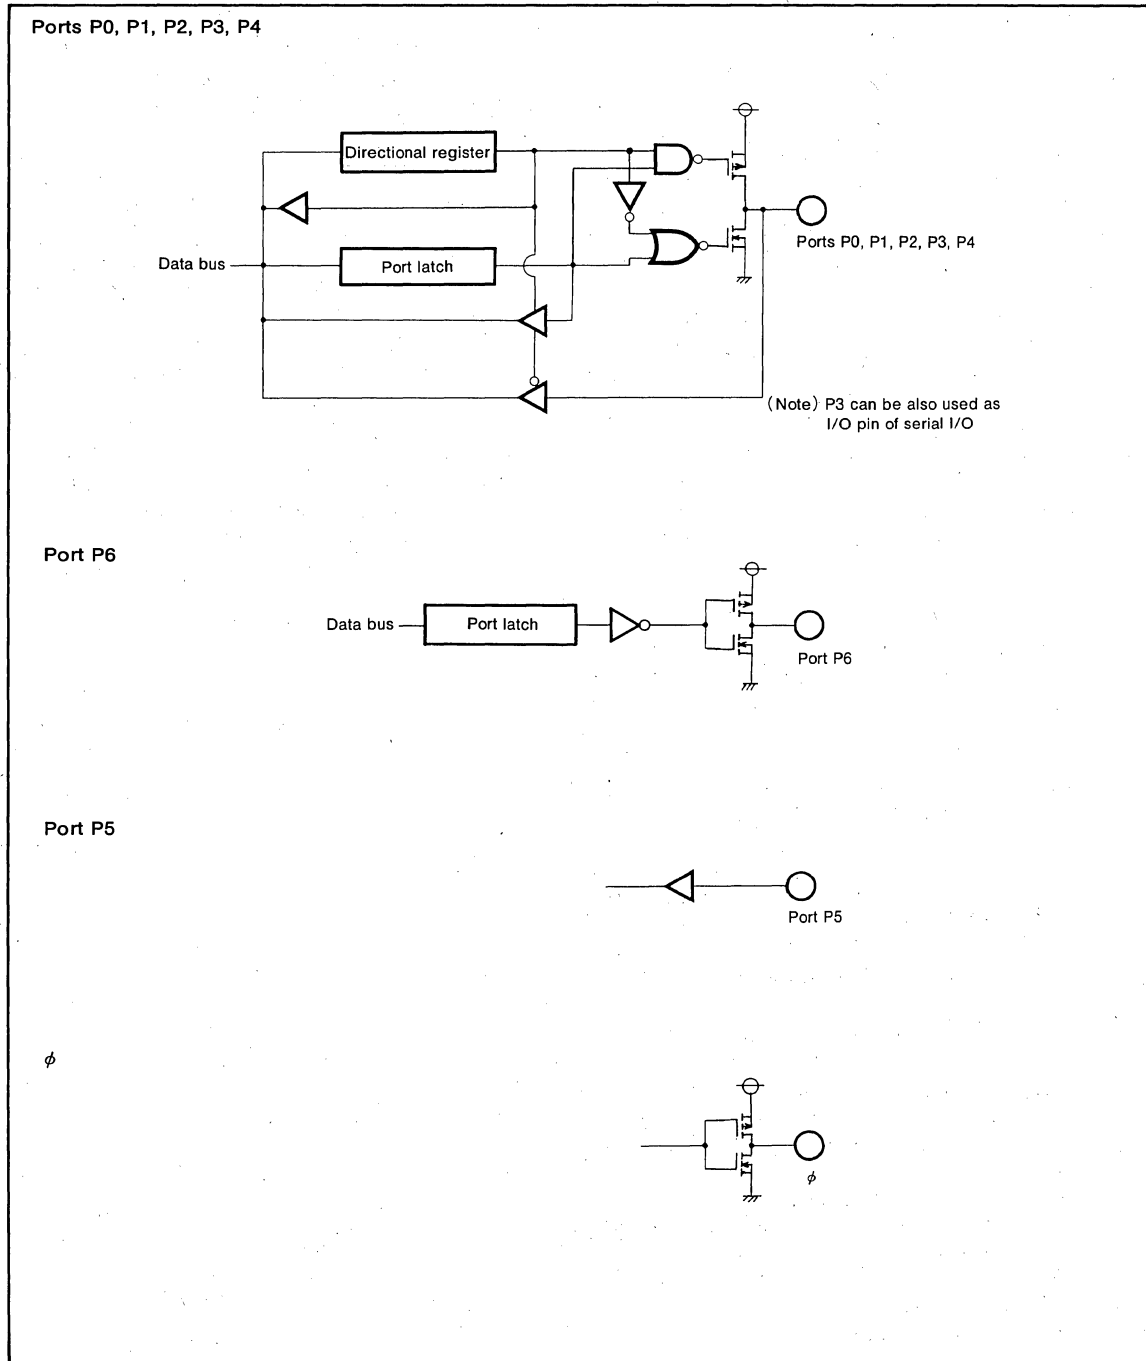 Ports P0, P1, P2, P3, P4
Directional register
Ports P0, P1, P2, P3, P4
Data bus
Port latch
(Note) P3 can be also used as
I/O pin of serial I/O
Port P6
Data bus
Port latch
Port P6
Port P5
Port P5
ϕ
ϕ